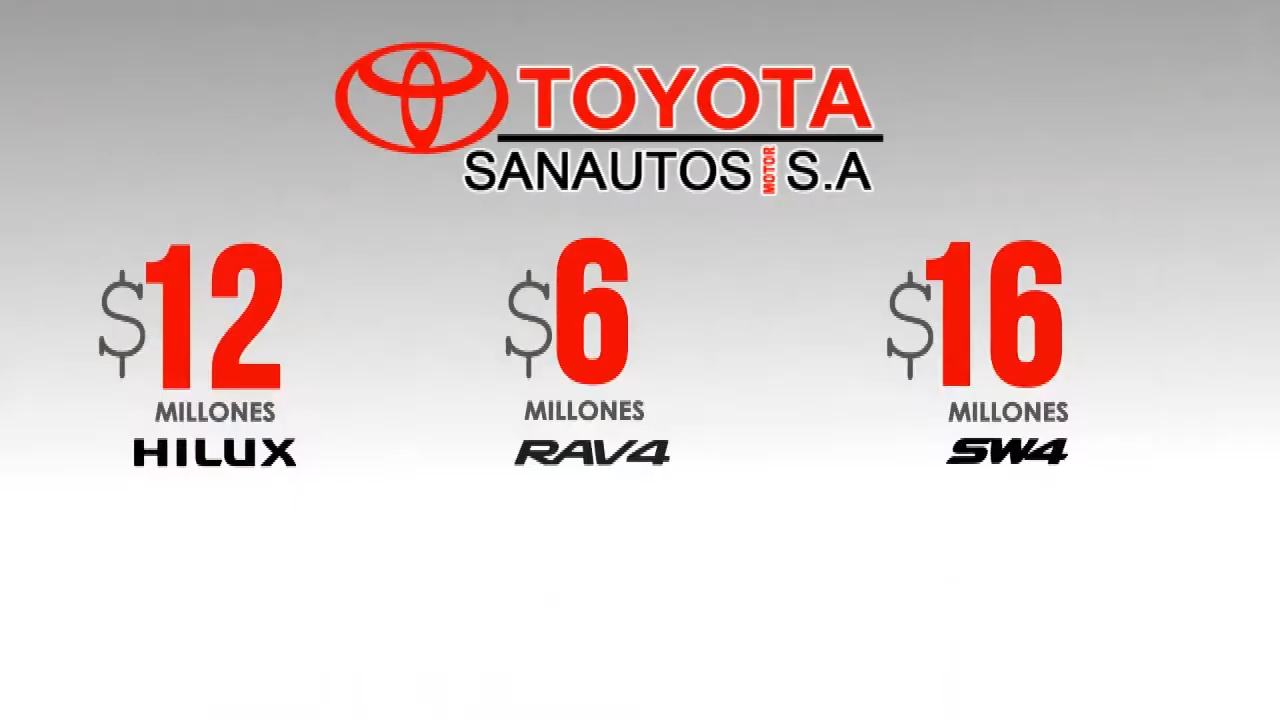 TOYOTA
SANAUTOS MOTOR S.A
$12 $6 $16
MILLONES MILLONES MILLONES
HILUX RAV4 SW4